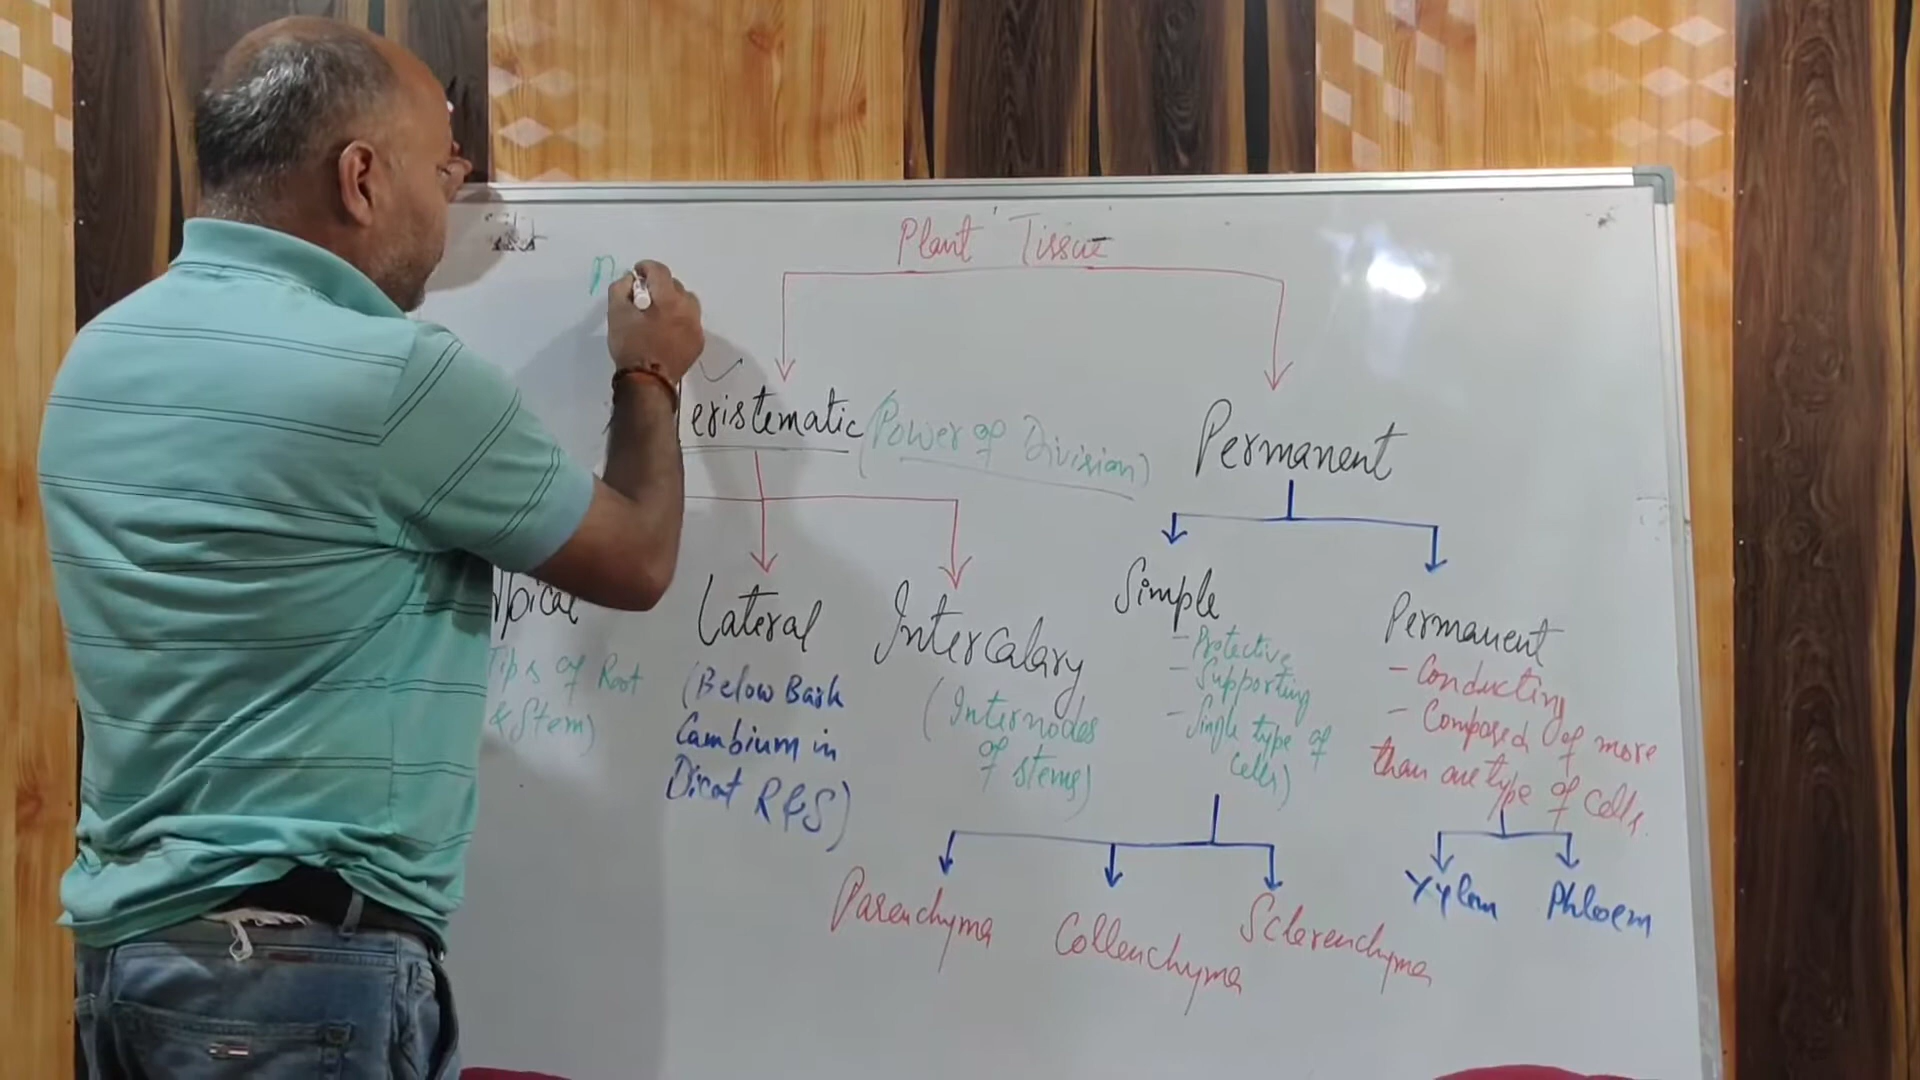 Plant Tissue
eristematic (Power of Division)
Permanent
Apical
Tips of Root
& Stem)
Lateral
(Below Bark
Cambium in
Dicot R&S)
Intercalary
(Internodes
of stems)
Simple
- Protective
- Supporting
- Single type of
cells)
Permanent
- Conducting
- Composed of more
than one type of cells.
Parenchyma
Collenchyma
Sclerenchyma
Xylem
Phloem